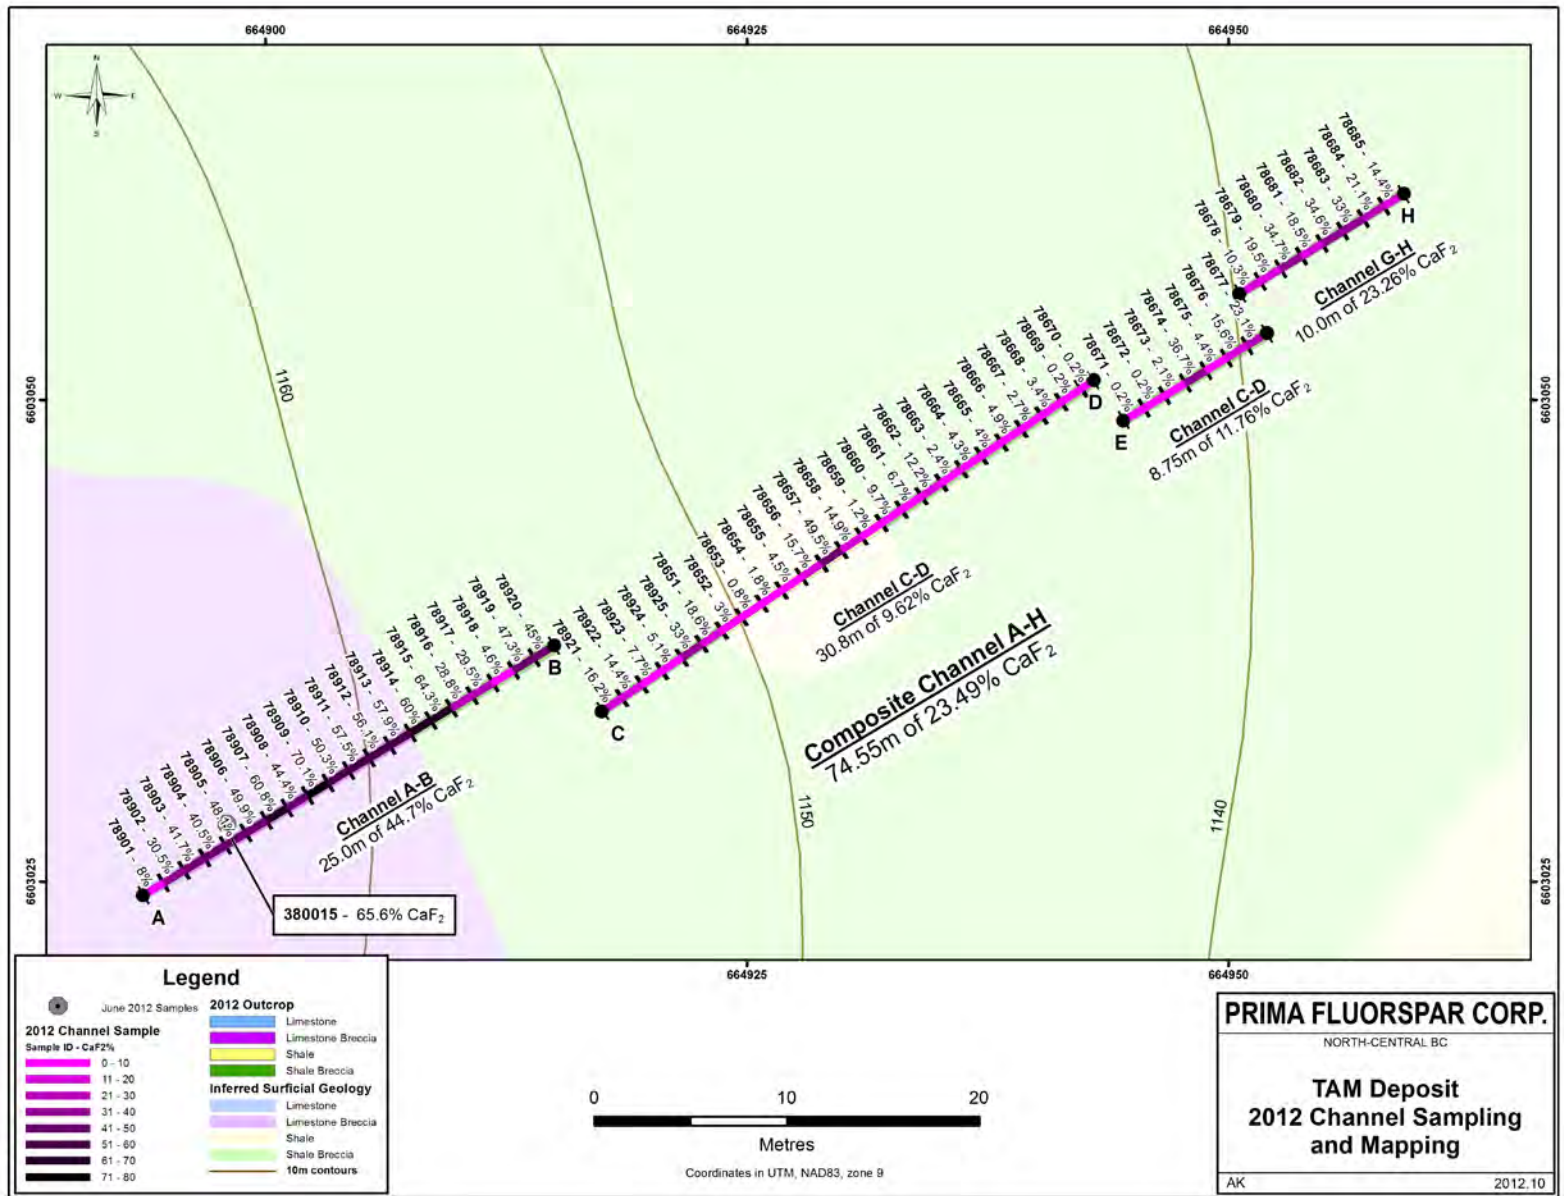 664900
664925
664950
N
W
E
S
6603050
6603050
6603025
6603025
1160
1150
1140
78901 - 8%
78902 - 30.5%
78903 - 41.7%
78904 - 40.5%
78905 - 48.1%
78906 - 49.9%
78907 - 60.8%
78908 - 44.4%
78909 - 70.1%
78910 - 50.3%
78911 - 57.5%
78912 - 56.1%
78913 - 57.9%
78914 - 60%
78915 - 64.3%
78916 - 28.8%
78917 - 29.5%
78918 - 4.6%
78919 - 47.3%
78920 - 45%
A
B
Channel A-B
25.0m of 44.7% CaF2
380015 - 65.6% CaF2
78921 - 16.2%
78922 - 14.4%
78923 - 7.7%
78924 - 5.1%
78925 - 33%
78651 - 18.6%
78652 - 3%
78653 - 0.8%
78654 - 1.8%
78655 - 4.5%
78656 - 15.7%
78657 - 49.5%
78658 - 14.9%
78659 - 1.2%
78660 - 9.7%
78661 - 6.7%
78662 - 12.2%
78663 - 2.4%
78664 - 4.3%
78665 - 4%
78666 - 4.9%
78667 - 2.7%
78668 - 3.4%
78669 - 0.2%
78670 - 0.2%
C
D
Channel C-D
30.8m of 9.62% CaF2
78671 - 0.2%
78672 - 0.2%
78673 - 2.1%
78674 - 36.7%
78675 - 4.4%
78676 - 15.6%
78677 - 23.1%
E
Channel C-D
8.75m of 11.76% CaF2
78678 - 10.3%
78679 - 19.5%
78680 - 34.7%
78681 - 18.5%
78682 - 34.6%
78683 - 33%
78684 - 21.1%
78685 - 14.4%
H
Channel G-H
10.0m of 23.26% CaF2
Composite Channel A-H
74.55m of 23.49% CaF2
664925
664950
Legend
June 2012 Samples
2012 Channel Sample
Sample ID - CaF2%
0 - 10
11 - 20
21 - 30
31 - 40
41 - 50
51 - 60
61 - 70
71 - 80
2012 Outcrop
Limestone
Limestone Breccia
Shale
Shale Breccia
Inferred Surficial Geology
Limestone
Limestone Breccia
Shale
Shale Breccia
10m contours
0 10 20
Metres
Coordinates in UTM, NAD83, zone 9
PRIMA FLUORSPAR CORP.
NORTH-CENTRAL BC
TAM Deposit
2012 Channel Sampling
and Mapping
AK 2012.10